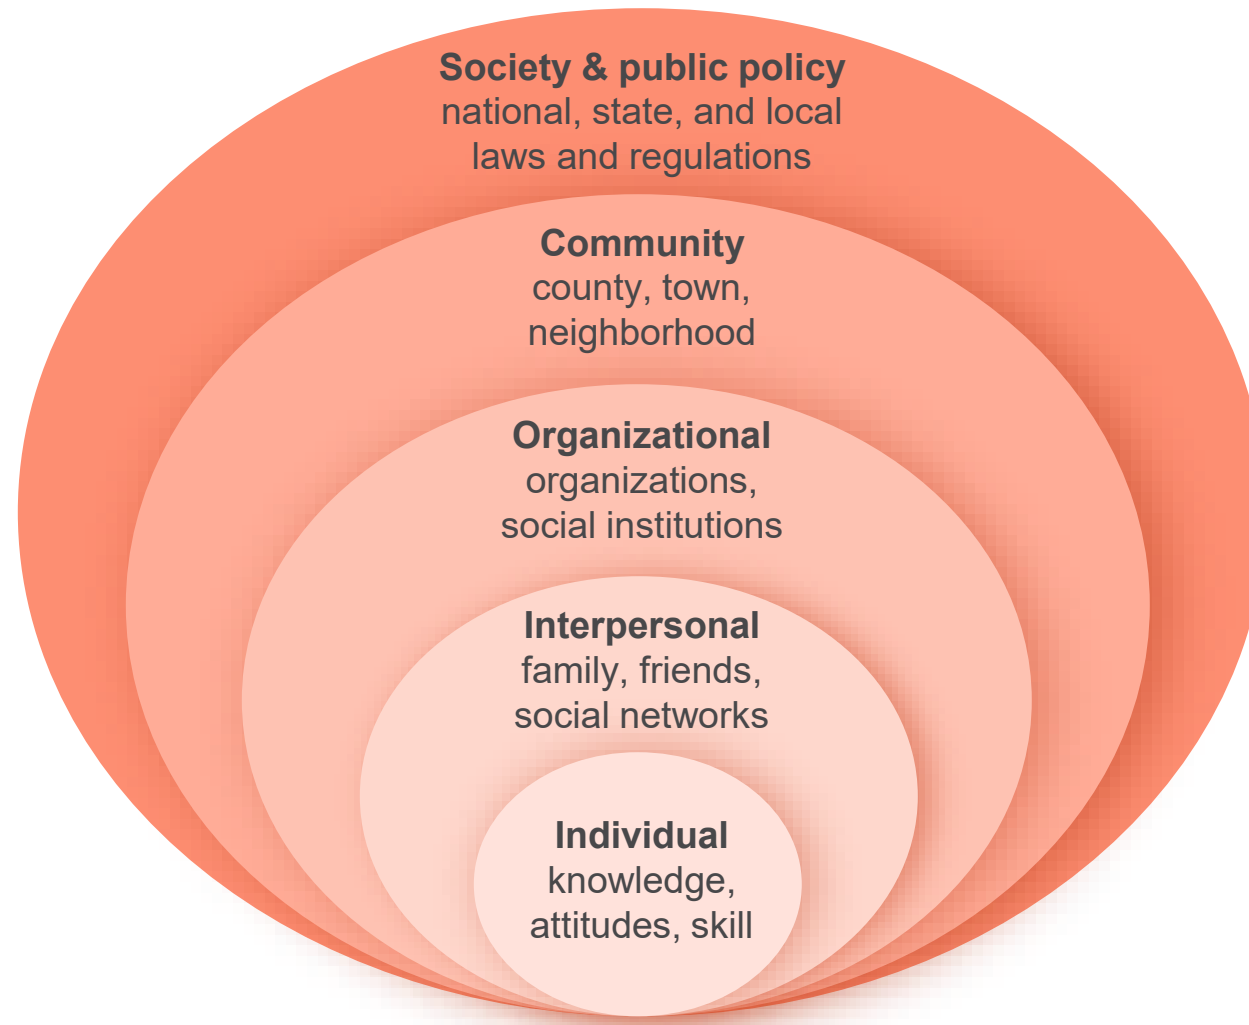 Society & public policy
national, state, and local
laws and regulations
Community
county, town,
neighborhood
Organizational
organizations,
social institutions
Interpersonal
family, friends,
social networks
Individual
knowledge,
attitudes, skill